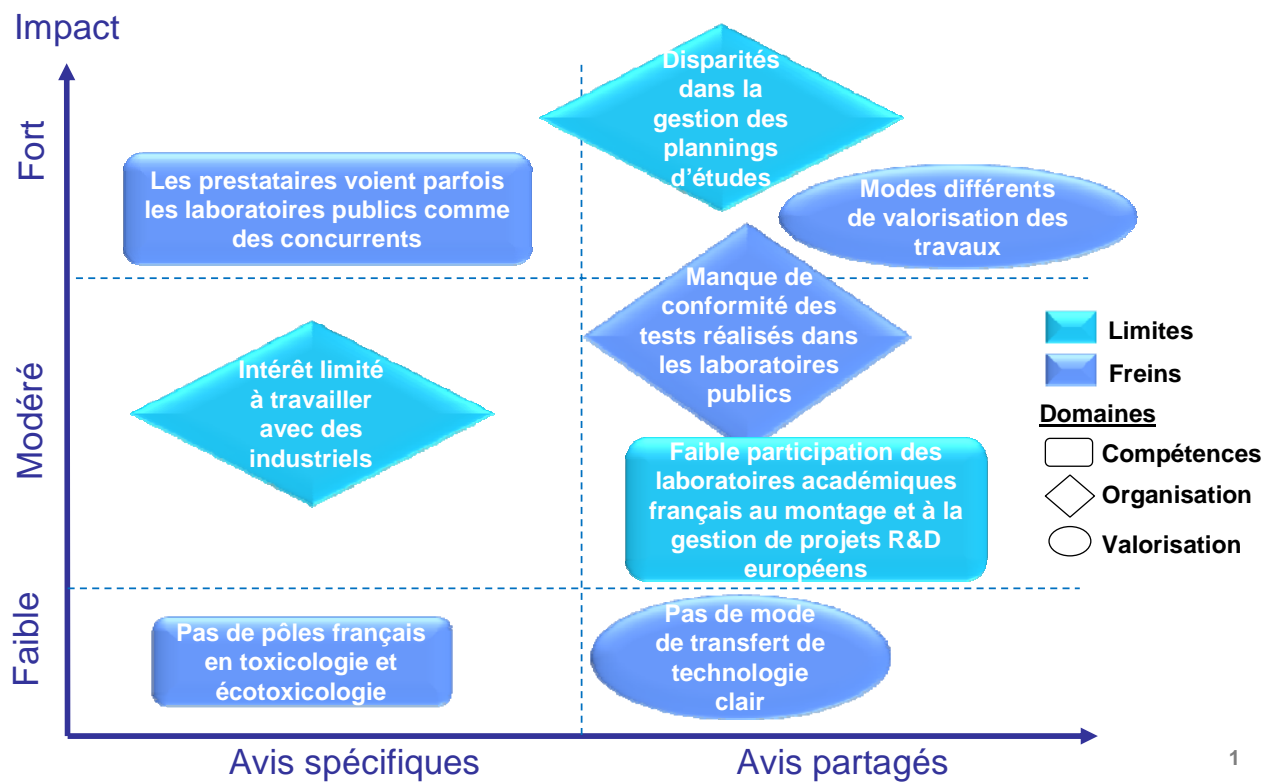 Impact
Fort
Modéré
Faible
Disparités
dans la
gestion des
plannings
d'études
Les prestataires voient parfois
les laboratoires publics comme
des concurrents
Modes différents
de valorisation des
travaux
Manque de
conformité des
tests réalisés dans
les laboratoires
publics
Intérêt limité
à travailler
avec des
industriels
Faible participation des
laboratoires académiques
français au montage et à la
gestion de projets R&D
européens
Pas de pôles français
en toxicologie et
écotoxicologie
Pas de mode
de transfert de
technologie
clair
Limites
Freins
Domaines
Compétences
Organisation
Valorisation
Avis spécifiques
Avis partagés
1